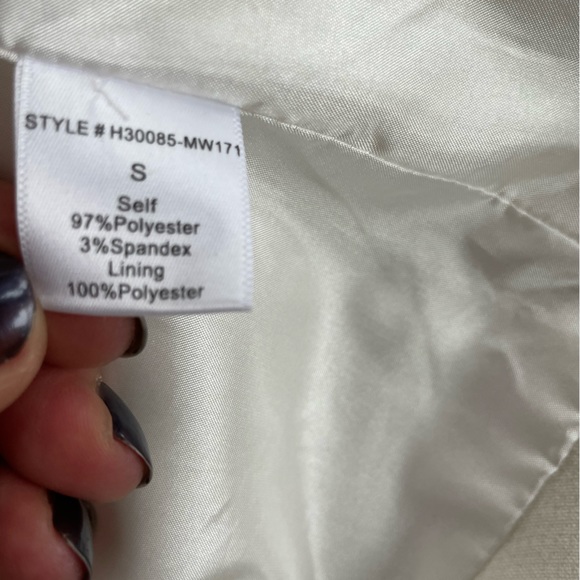 STYLE # H30085-MW171
S
Self
97%Polyester
3%Spandex
Lining
100%Polyester